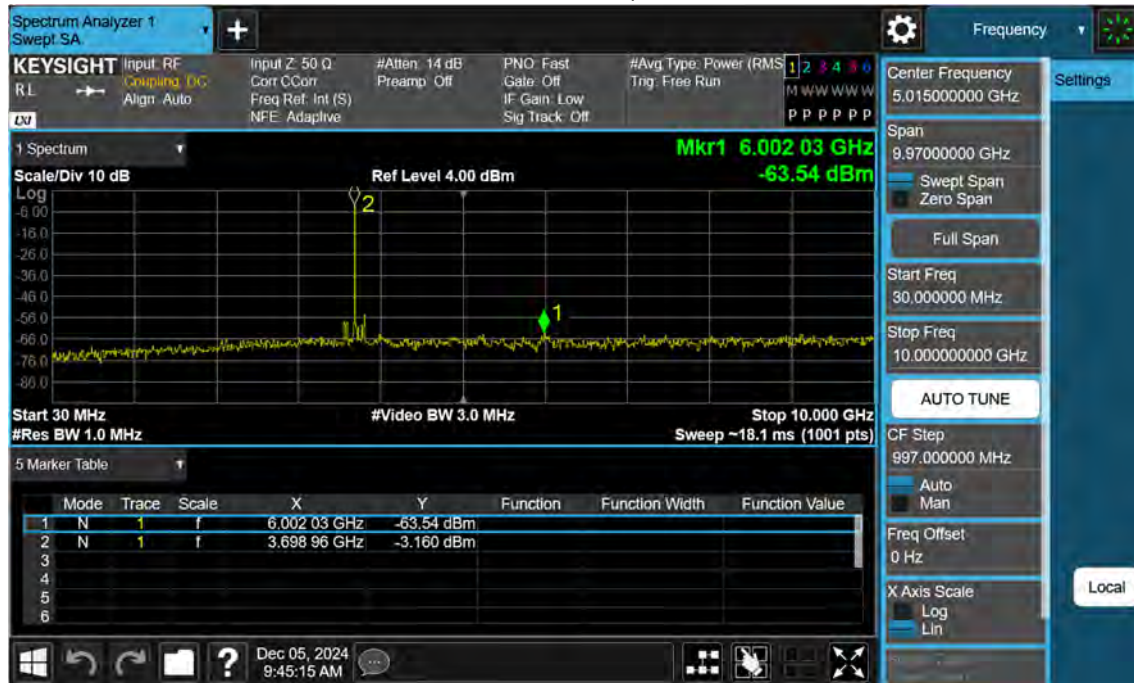 Spectrum Analyzer 1
Swept SA
Frequency
KEYSIGHT
RL
LXI
Input: RF
Coupling: DC
Align: Auto
Input Z: 50 Ω
Corr CCorr
Freq Ref: Int (S)
NFE: Adaptive
#Atten: 14 dB
Preamp: Off
PNO: Fast
Gate: Off
IF Gain: Low
Sig Track: Off
#Avg Type: Power (RMS
Trig: Free Run
1 2 3 4 5 6
M W W W W W
P P P P P P
Center Frequency
5.015000000 GHz
Settings
1 Spectrum
Mkr1 6.002 03 GHz
-63.54 dBm
Scale/Div 10 dB
Ref Level 4.00 dBm
Log
-6.00
-16.0
-26.0
-36.0
-46.0
-56.0
-66.0
-76.0
-86.0
2
1
Start 30 MHz
#Video BW 3.0 MHz
Stop 10.000 GHz
#Res BW 1.0 MHz
Sweep ~18.1 ms (1001 pts)
Span
9.97000000 GHz
Swept Span
Zero Span
Full Span
Start Freq
30.000000 MHz
Stop Freq
10.000000000 GHz
AUTO TUNE
CF Step
997.000000 MHz
Auto
Man
Freq Offset
0 Hz
X Axis Scale
Log
Lin
Local
5 Marker Table
Mode Trace Scale X Y Function Function Width Function Value
1 N 1 f 6.002 03 GHz -63.54 dBm
2 N 1 f 3.698 96 GHz -3.160 dBm
3
4
5
6
?
Dec 05, 2024
9:45:15 AM